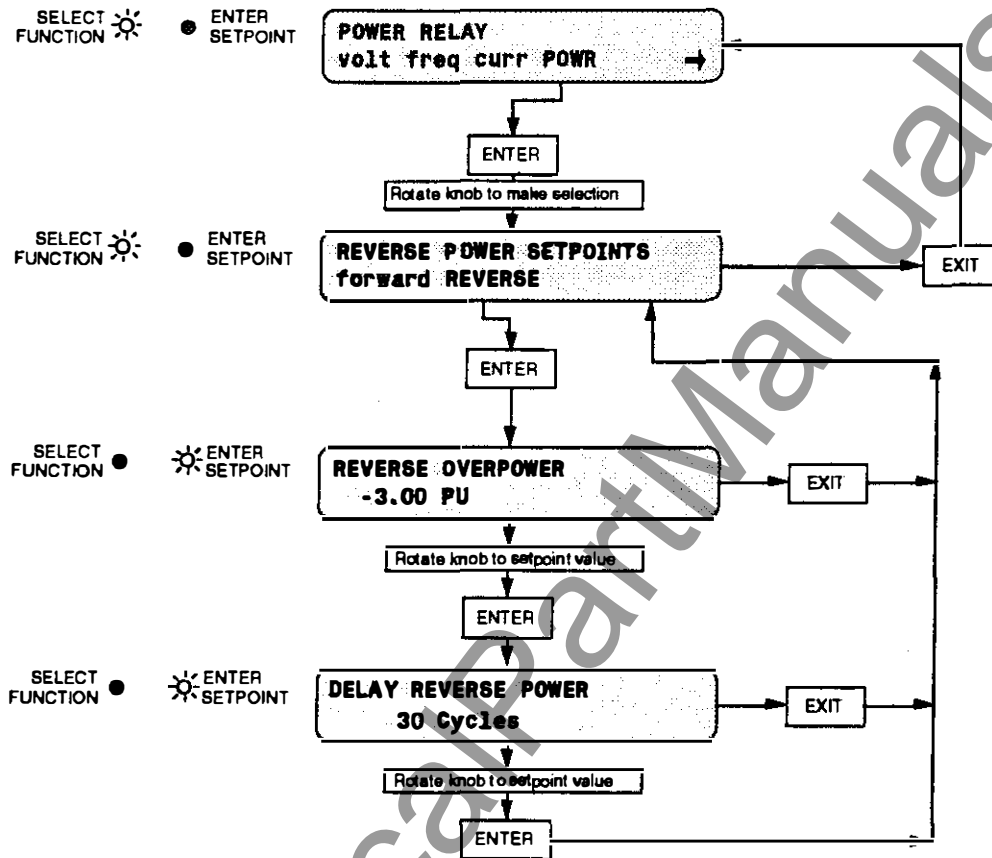 SELECT
FUNCTION
ENTER
SETPOINT
POWER RELAY
volt freq curr POWR →
ENTER
Rotate knob to make selection
SELECT
FUNCTION
ENTER
SETPOINT
REVERSE POWER SETPOINTS
forward REVERSE
EXIT
ENTER
SELECT
FUNCTION
ENTER
SETPOINT
REVERSE OVERPOWER
-3.00 PU
EXIT
Rotate knob to setpoint value
ENTER
SELECT
FUNCTION
ENTER
SETPOINT
DELAY REVERSE POWER
30 Cycles
EXIT
Rotate knob to setpoint value
ENTER
calPartManuals